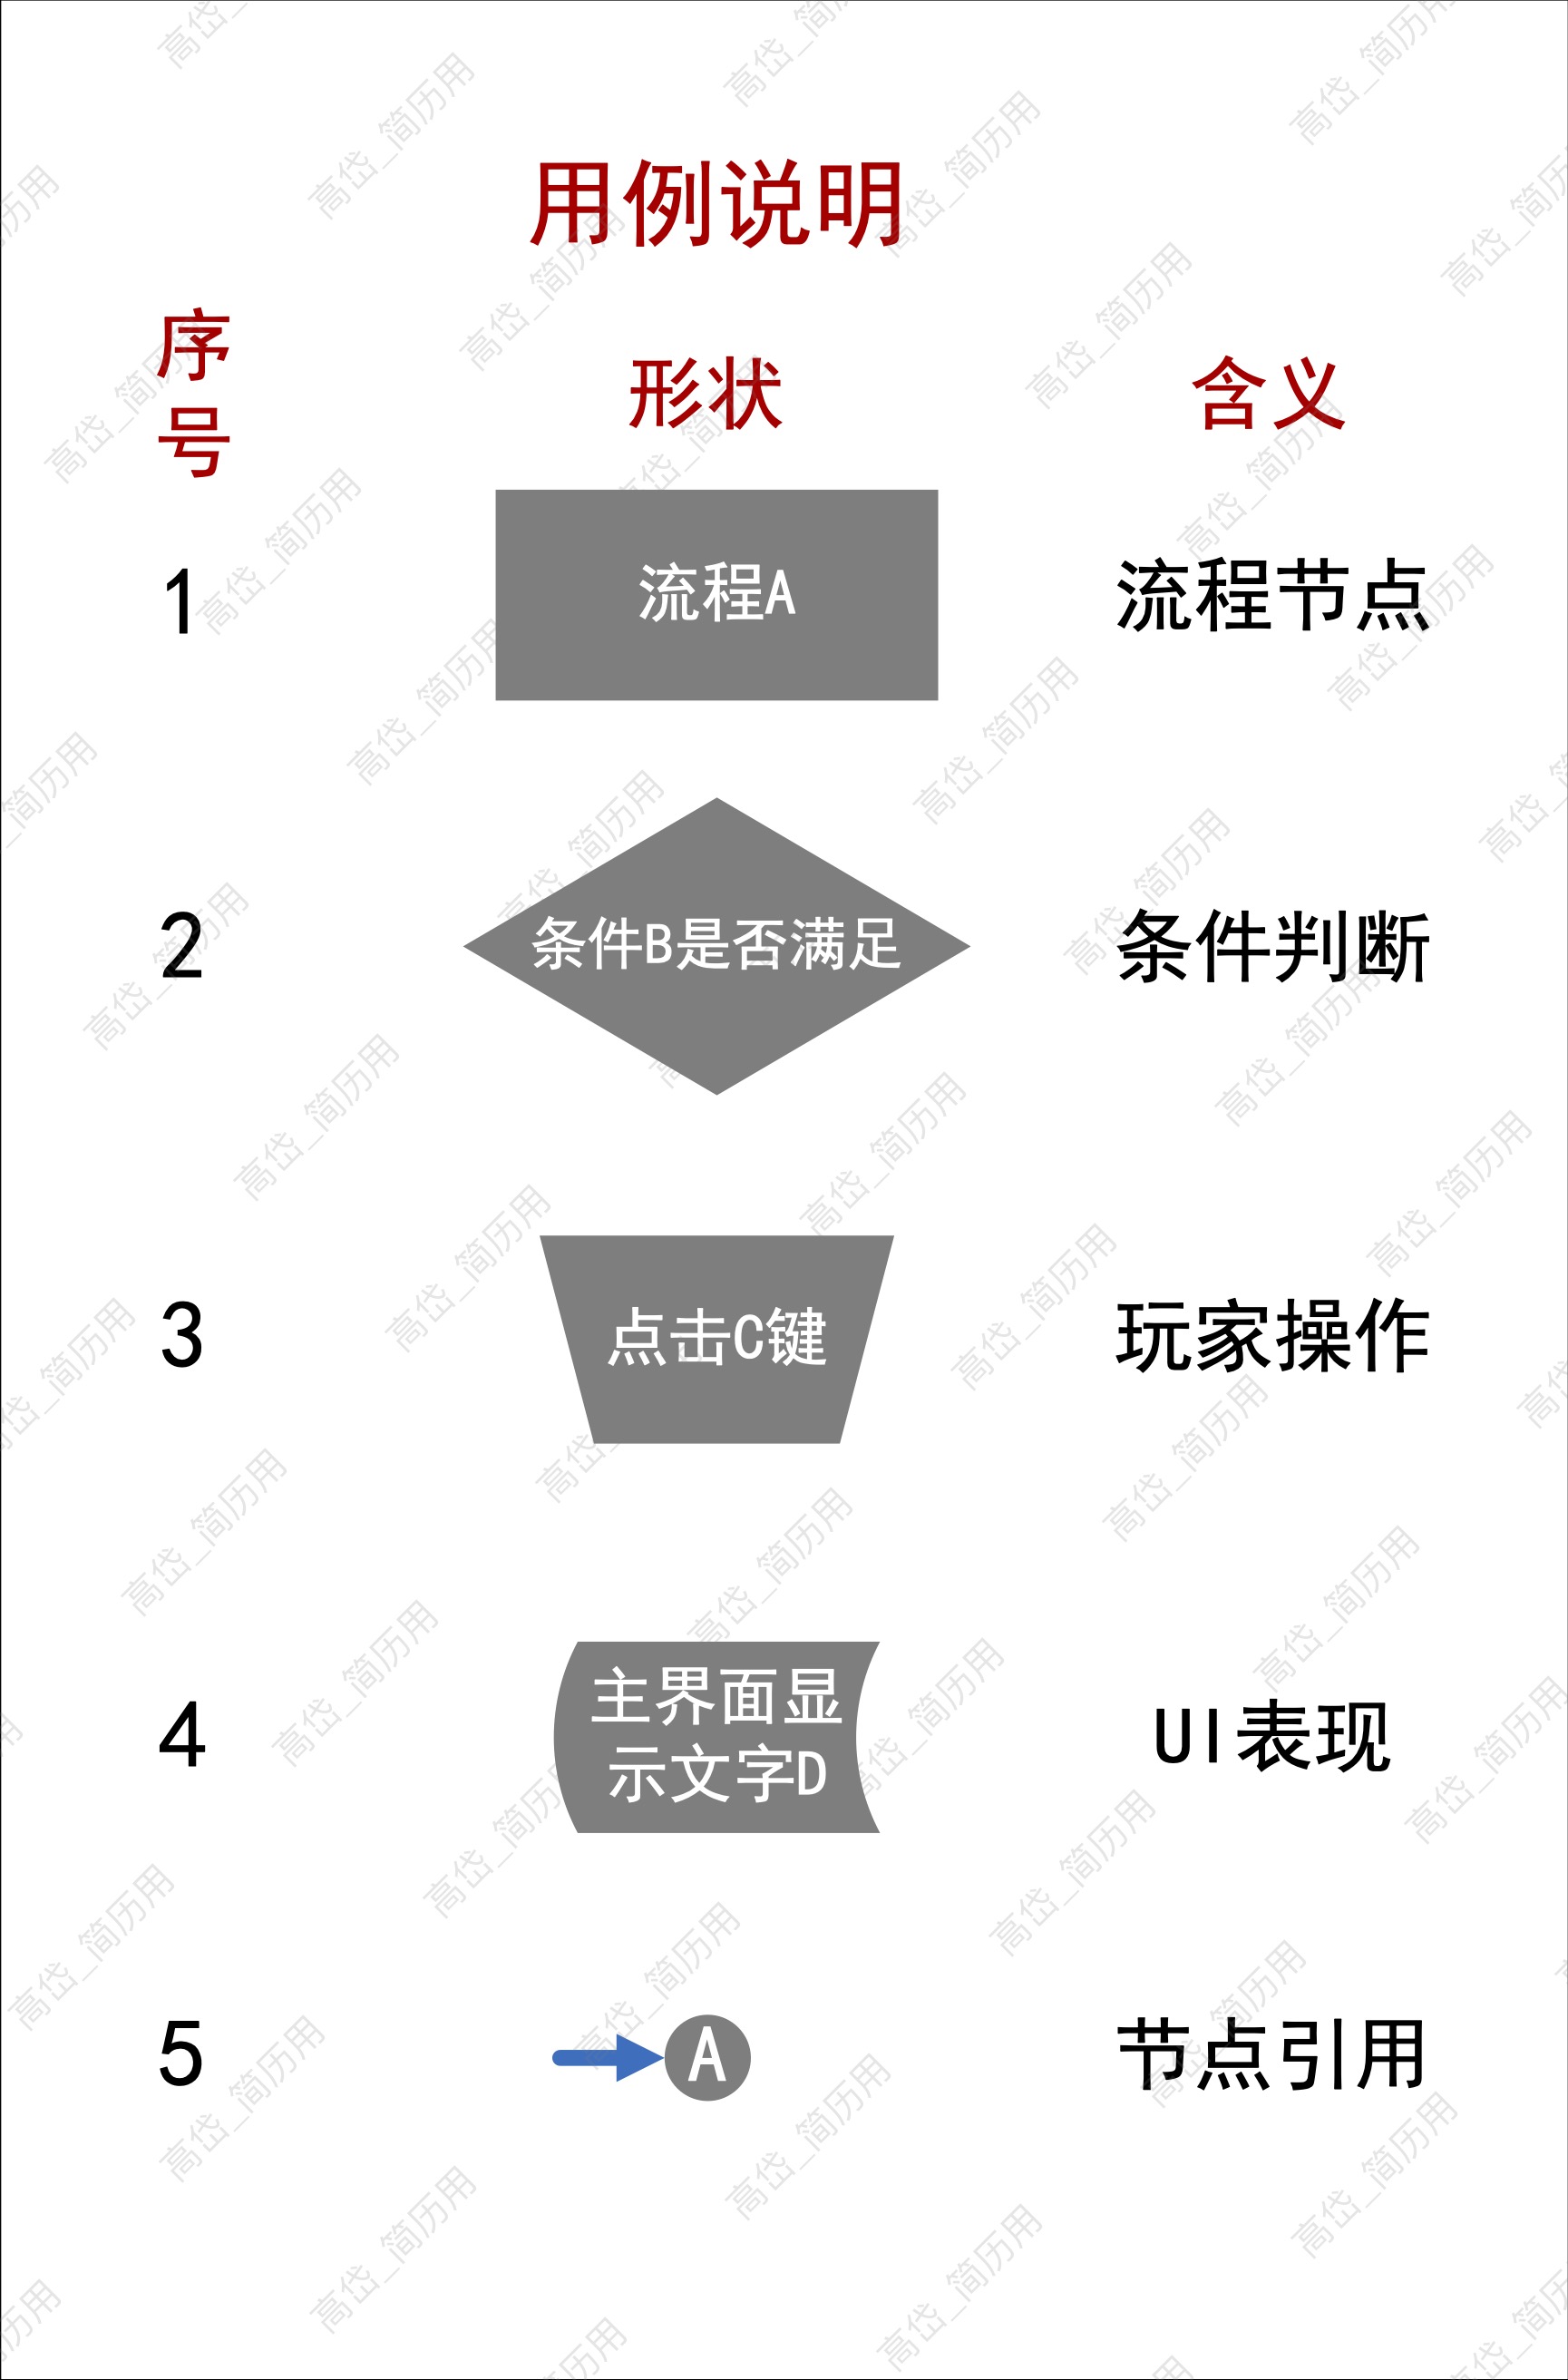 用例说明
序号
形状
含义
1
流程A
流程节点
2
条件B是否满足
条件判断
3
点击C键
玩家操作
4
主界面显
示文字D
UI表现
5
A
节点引用
高岱_简历用